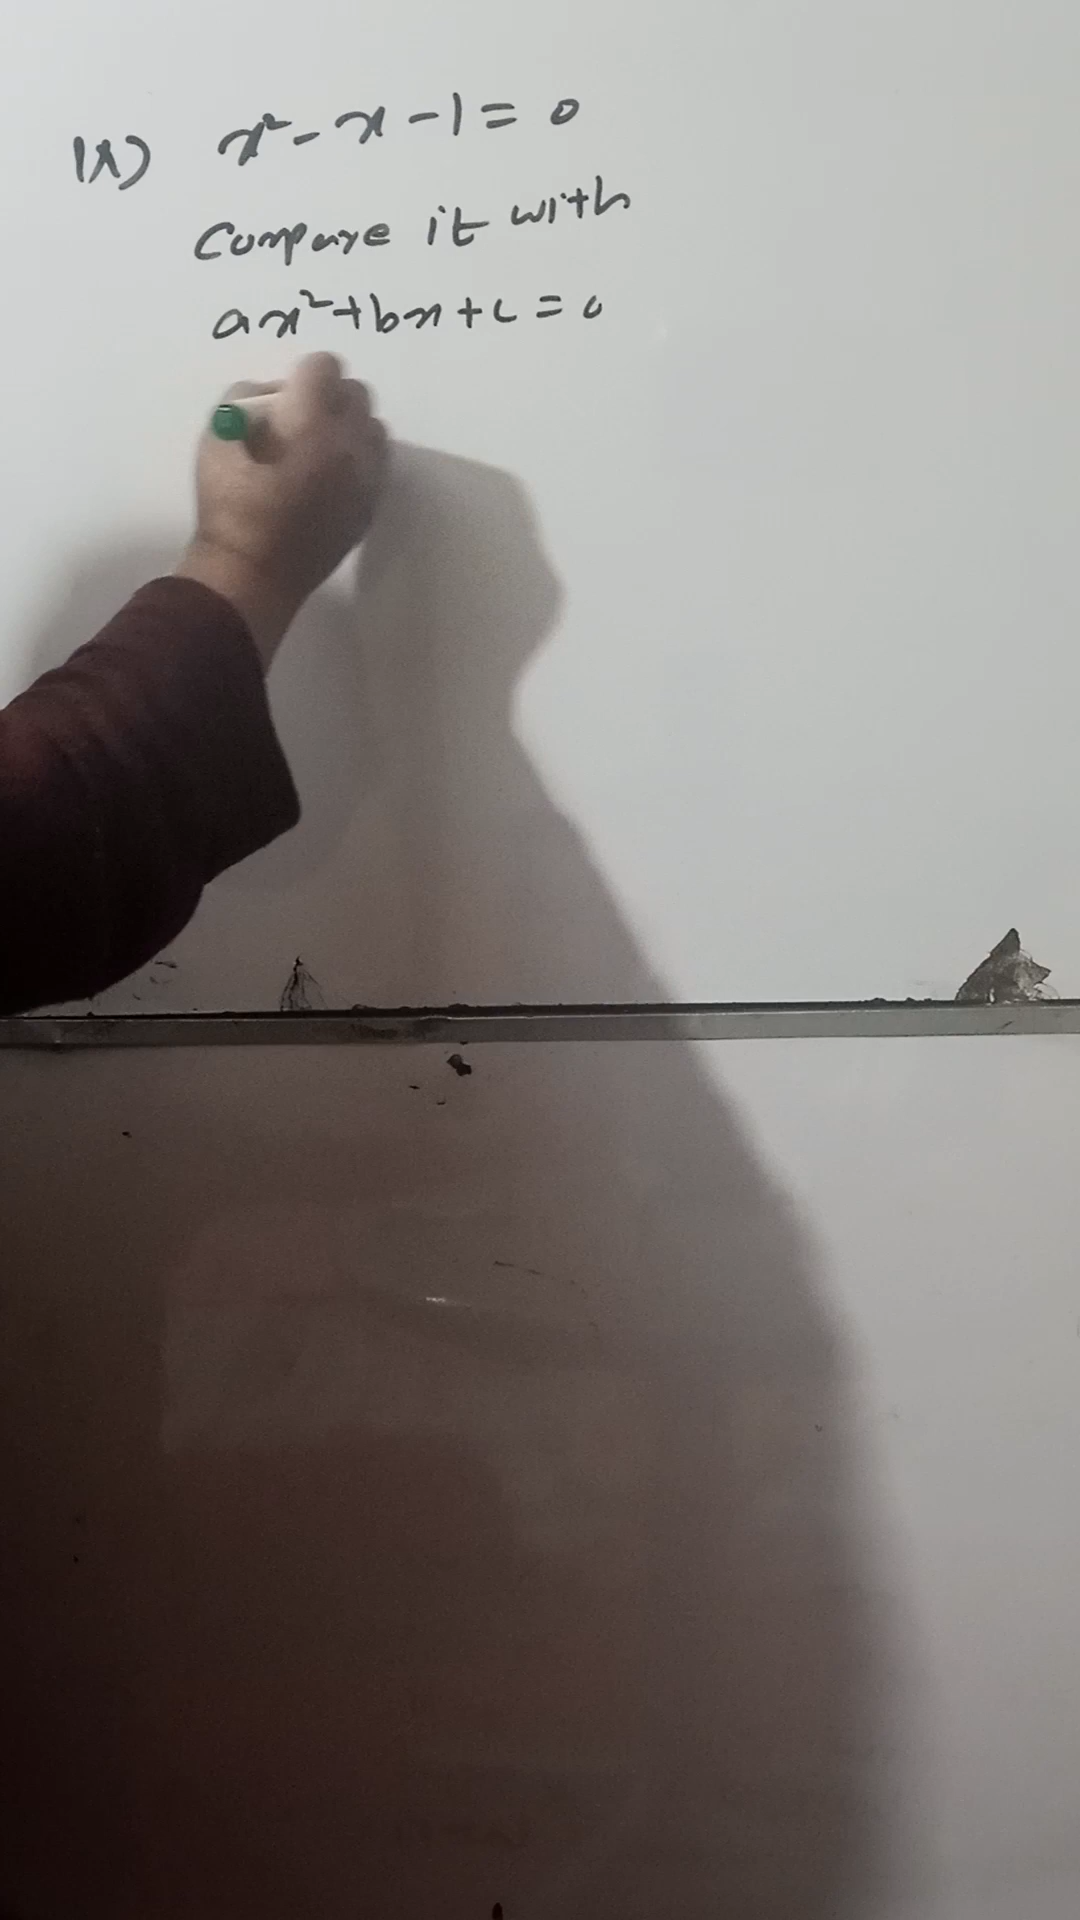 ix) x² - x - 1 = 0
Compare it with
ax² + bx + c = 0